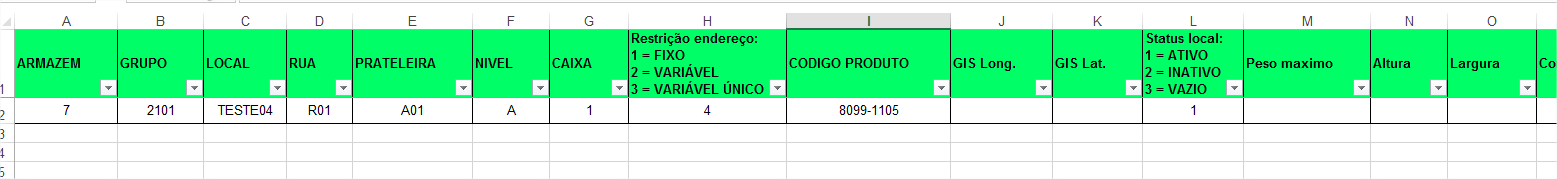 A B C D E F G H I J K L M N O
1 ARMAZEM GRUPO LOCAL RUA PRATELEIRA NIVEL CAIXA Restrição endereço: 1 = FIXO 2 = VARIÁVEL 3 = VARIÁVEL ÚNICO CODIGO PRODUTO GIS Long. GIS Lat. Status local: 1 = ATIVO 2 = INATIVO 3 = VAZIO Peso maximo Altura Largura Co
2 7 2101 TESTE04 R01 A01 A 1 4 8099-1105 1
3
4
5